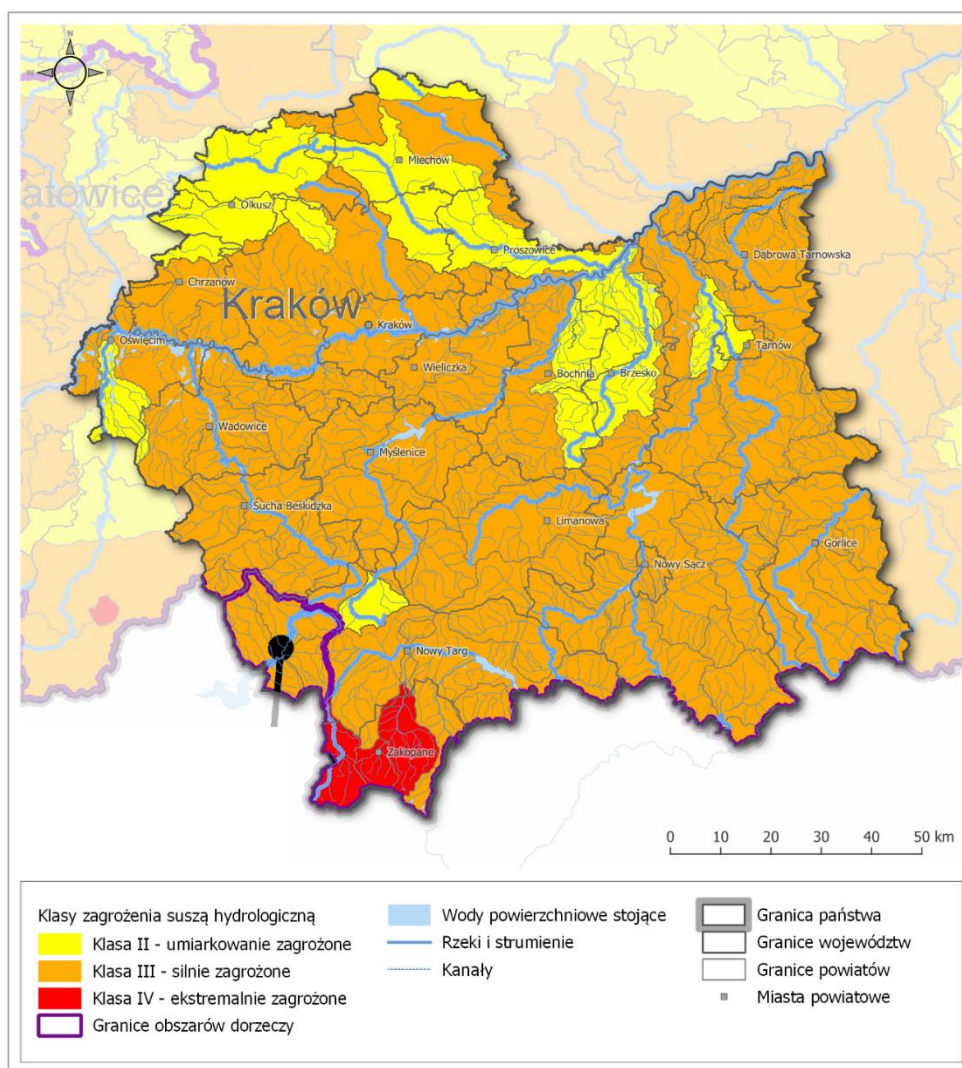 N
W
E
S
Miechów
atowice
Olkusz
Proszowice
Dąbrowa Tarnowska
Chrzanów
Kraków
Kraków
Oświęcim
Tarnów
Wieliczka
Bochnia
Brzesko
Wadowice
Myślenice
Sucha Beskidzka
Limanowa
Gorlice
Nowy Sącz
Nowy Targ
Zakopane
0 10 20 30 40 50 km
Klasy zagrożenia suszą hydrologiczną
Klasa II - umiarkowanie zagrożone
Klasa III - silnie zagrożone
Klasa IV - ekstremalnie zagrożone
Granice obszarów dorzeczy
Wody powierzchniowe stojące
Rzeki i strumienie
Kanały
Granica państwa
Granice województw
Granice powiatów
Miasta powiatowe